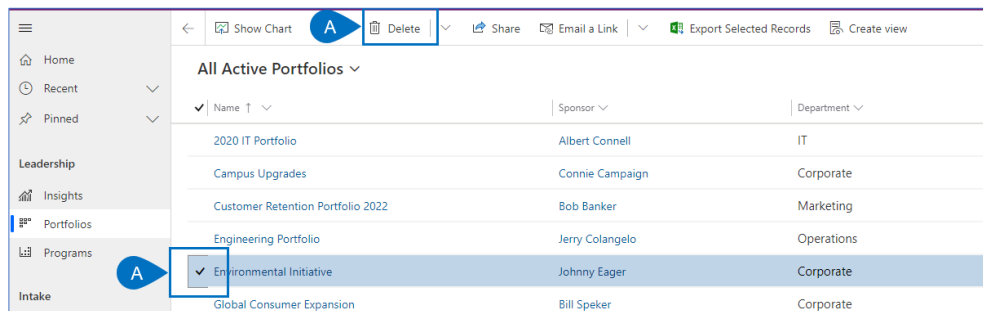 Show Chart
A
Delete
Share
Email a Link
Export Selected Records
Create view
Home
Recent
Pinned
Leadership
Insights
Portfolios
Programs
Intake
All Active Portfolios
Name ↑ Sponsor Department
2020 IT Portfolio Albert Connell IT
Campus Upgrades Connie Campaign Corporate
Customer Retention Portfolio 2022 Bob Banker Marketing
Engineering Portfolio Jerry Colangelo Operations
A
Environmental Initiative Johnny Eager Corporate
Global Consumer Expansion Bill Speker Corporate